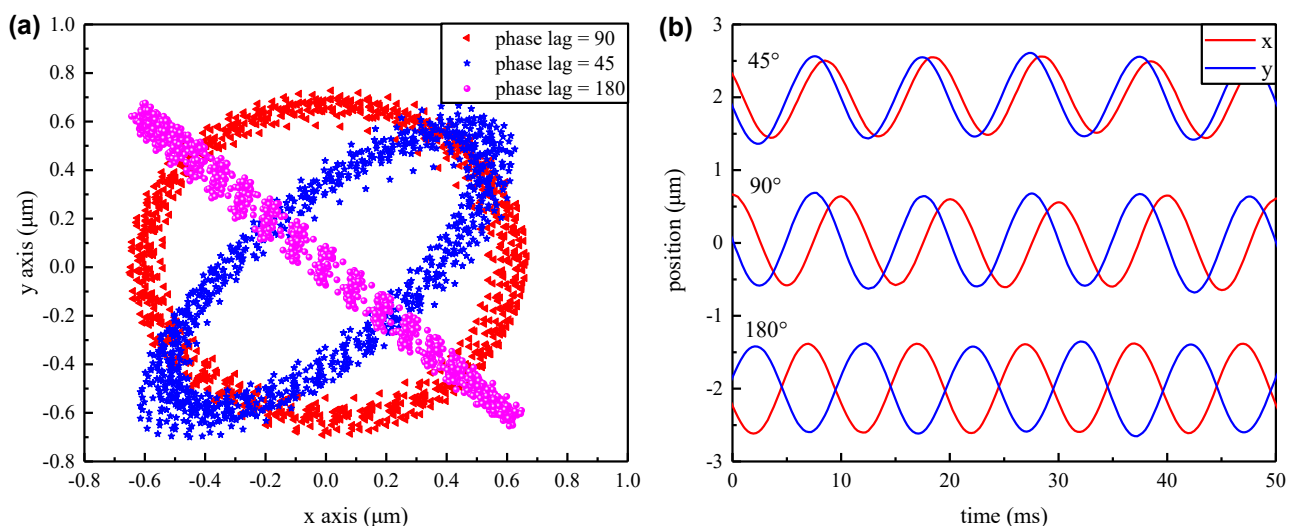 (a)
phase lag = 90
phase lag = 45
phase lag = 180
y axis (μm)
0.8
0.6
0.4
0.2
0.0
-0.2
-0.4
-0.6
-0.8
-0.8 -0.6 -0.4 -0.2 0.0 0.2 0.4 0.6 0.8 1.0
1.0
x axis (μm)
(b)
x
y
45°
90°
180°
position (μm)
3
2
1
0
-1
-2
-3
0 10 20 30 40 50
time (ms)